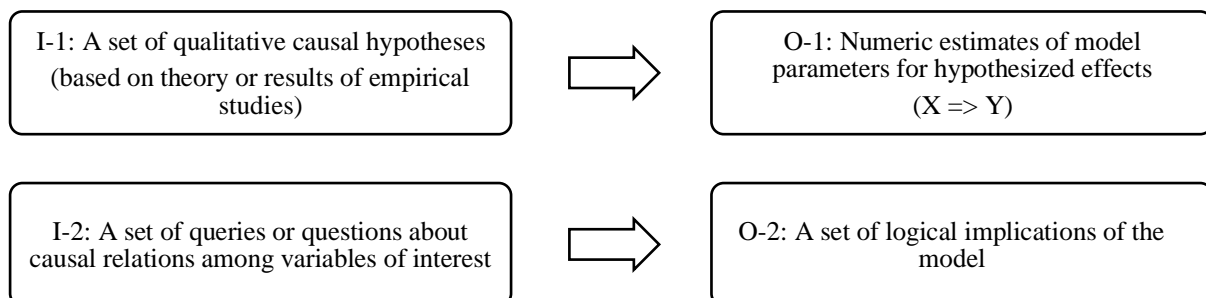 I-1: A set of qualitative causal hypotheses
(based on theory or results of empirical
studies)
O-1: Numeric estimates of model
parameters for hypothesized effects
(X => Y)
I-2: A set of queries or questions about
causal relations among variables of interest
O-2: A set of logical implications of the
model